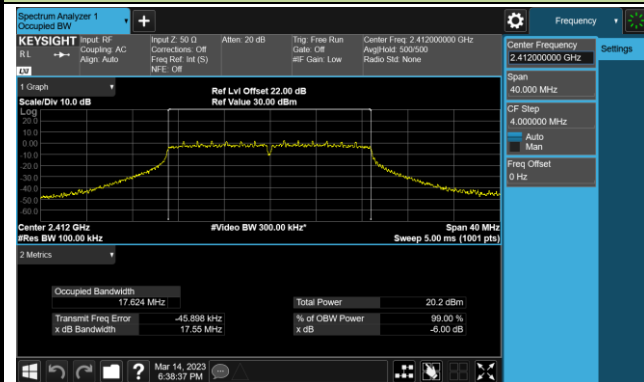 Spectrum Analyzer 1
Occupied BW
+
Frequency
KEYSIGHT
RL
LXI
Input: RF
Coupling: AC
Align: Auto
Input Z: 50 Ω
Corrections: Off
Freq Ref: Int (S)
NFE: Off
Atten: 20 dB
Trig: Free Run
Gate: Off
#IF Gain: Low
Center Freq: 2.412000000 GHz
Avg|Hold: 500/500
Radio Std: None
Center Frequency
2.412000000 GHz
Settings
Span
40.000 MHz
CF Step
4.000000 MHz
Auto
Man
Freq Offset
0 Hz
1 Graph
Scale/Div 10.0 dB
Ref Lvl Offset 22.00 dB
Ref Value 30.00 dBm
Log
20.0
10.0
0.00
-10.0
-20.0
-30.0
-40.0
-50.0
-60.0
Center 2.412 GHz
#Video BW 300.00 kHz*
Span 40 MHz
#Res BW 100.00 kHz
Sweep 5.00 ms (1001 pts)
2 Metrics
Occupied Bandwidth
17.624 MHz
Total Power 20.2 dBm
Transmit Freq Error -45.898 kHz
% of OBW Power 99.00 %
x dB Bandwidth 17.55 MHz
x dB -6.00 dB
?
Mar 14, 2023
6:38:37 PM